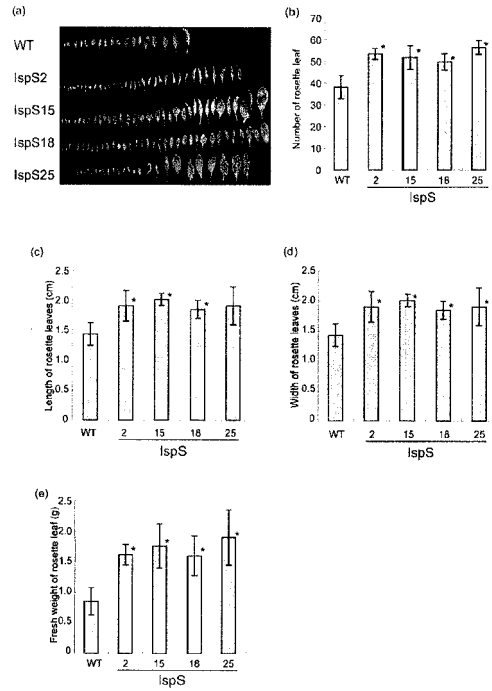 (a)
WT
IspS2
IspS15
IspS18
IspS25
(b)
Number of rosette leaf
70
60
50
40
30
20
10
0
* * * *
WT 2 15 18 25
IspS
(c)
Length of rosette leaves (cm)
2.5
2.0
1.5
1.0
0.5
0
* * *
WT 2 15 18 25
IspS
(d)
Width of rosette leaves (cm)
2.5
2.0
1.5
1.0
0.5
0
* * * *
WT 2 15 18 25
IspS
(e)
Fresh weight of rosette leaf (g)
2.5
2.0
1.5
1.0
0.5
0
* * * *
WT 2 15 18 25
IspS